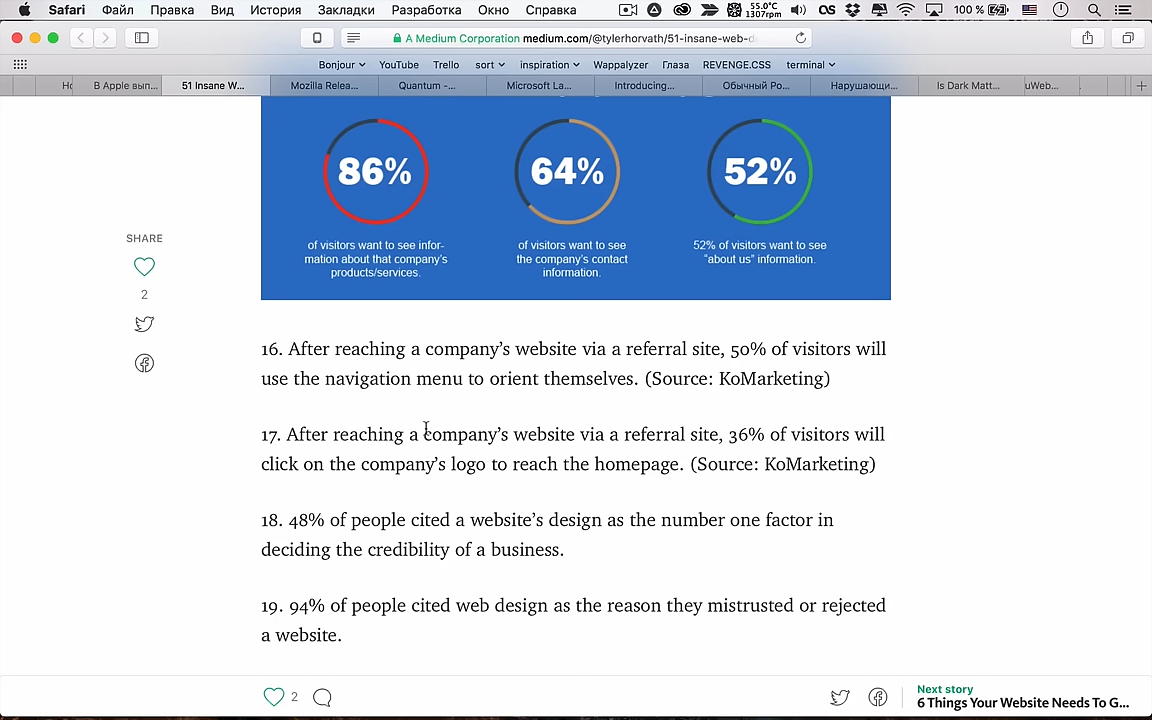 Safari Файл Правка Вид История Закладки Разработка Окно Справка 55.0°C 1307rpm 100 %
A Medium Corporation medium.com/@tylerhorvath/51-insane-web-d
Bonjour YouTube Trello sort inspiration Wappalyzer Глаза REVENGE.CSS terminal
В Apple вып... 51 Insane W... Mozilla Relea... Quantum -... Microsoft La... Introducing... Обычный Ро... Нарушающи... Is Dark Matt... uWeb...
86% 64% 52%
of visitors want to see infor-
mation about that company's
products/services.
of visitors want to see
the company's contact
information.
52% of visitors want to see
"about us" information.
SHARE
2
16. After reaching a company's website via a referral site, 50% of visitors will
use the navigation menu to orient themselves. (Source: KoMarketing)
17. After reaching a company's website via a referral site, 36% of visitors will
click on the company's logo to reach the homepage. (Source: KoMarketing)
18. 48% of people cited a website's design as the number one factor in
deciding the credibility of a business.
19. 94% of people cited web design as the reason they mistrusted or rejected
a website.
2
Next story
6 Things Your Website Needs To G...